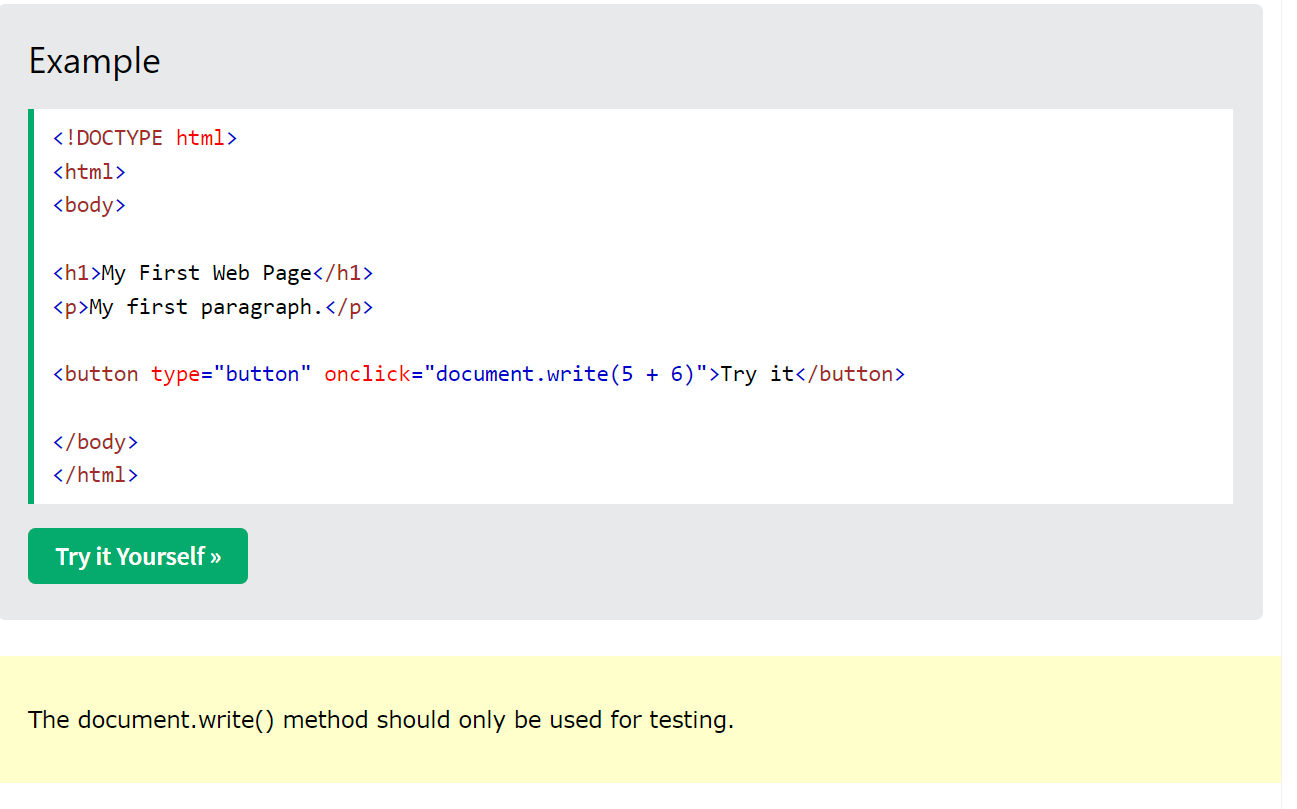 Example
<!DOCTYPE html>
<html>
<body>
<h1>My First Web Page</h1>
<p>My first paragraph.</p>
<button type="button" onclick="document.write(5 + 6)">Try it</button>
</body>
</html>
Try it Yourself »
The document.write() method should only be used for testing.